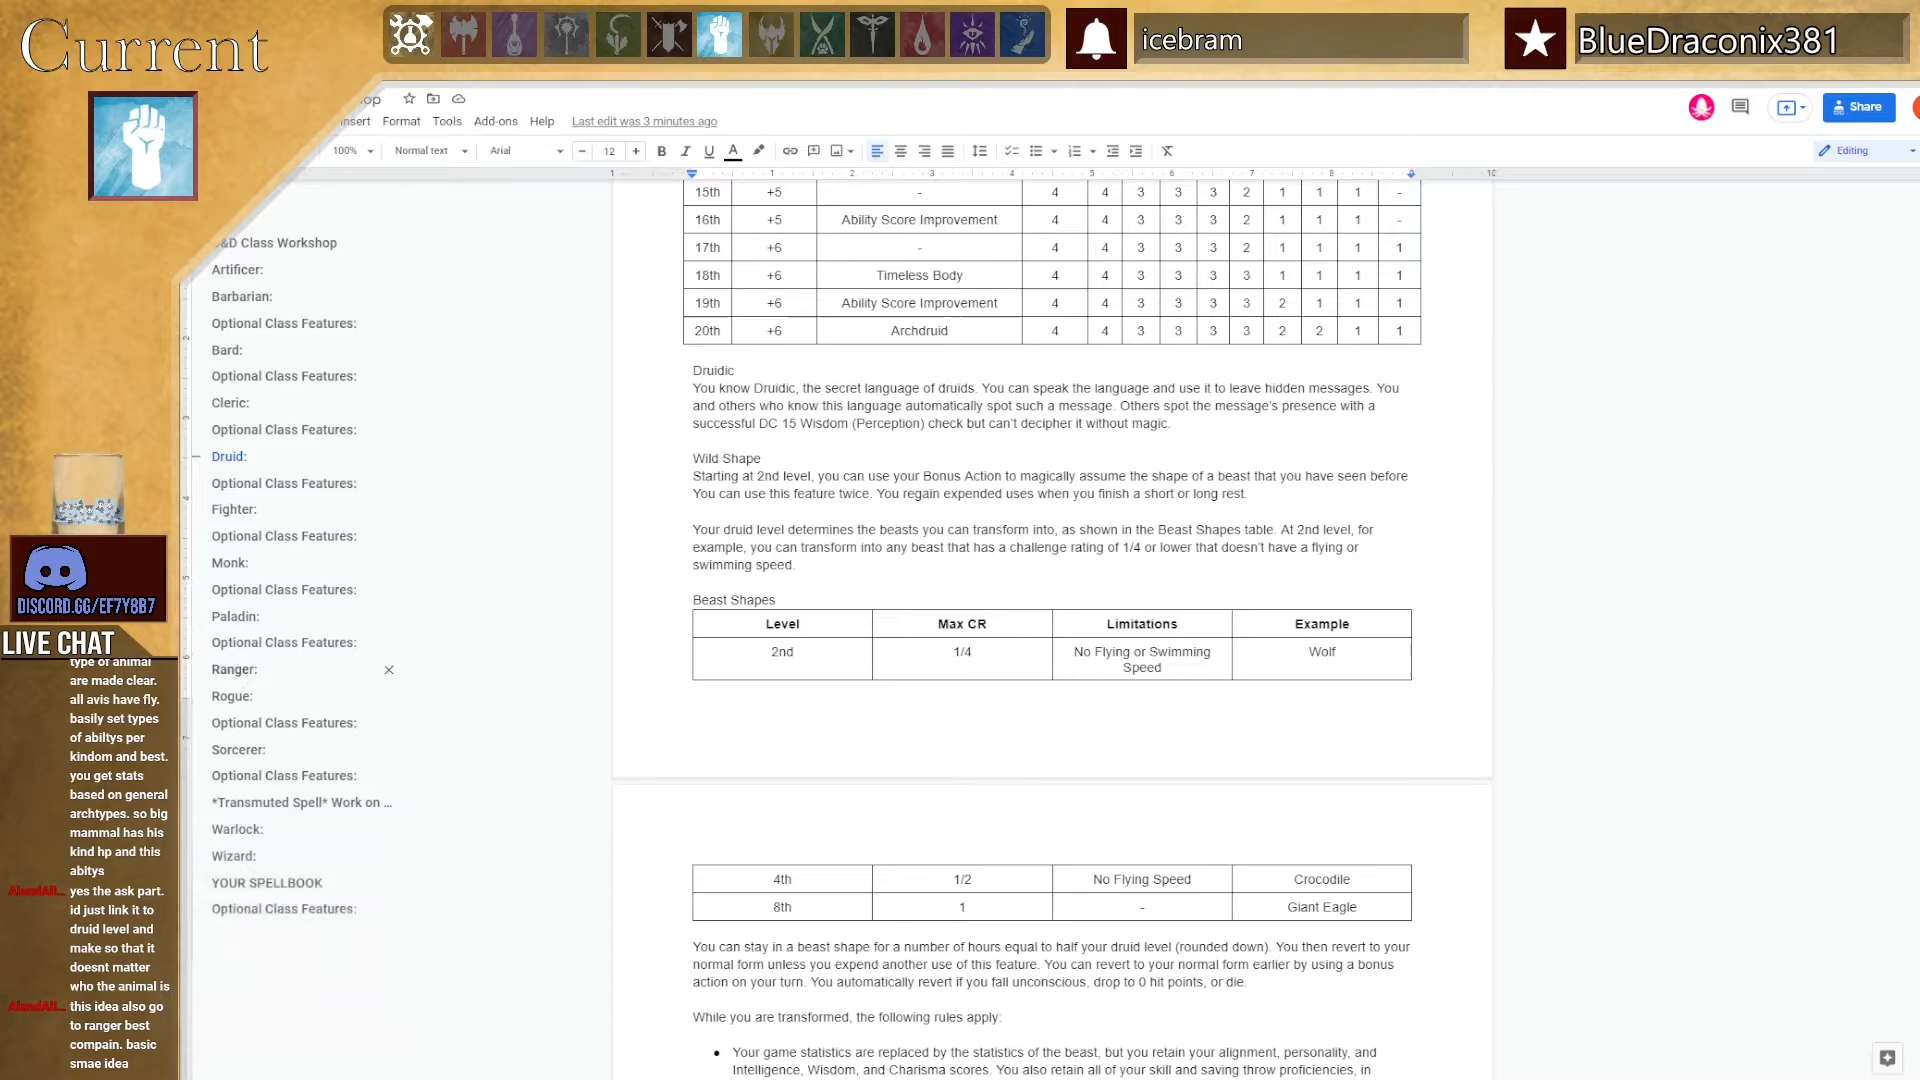 Current
icebram
BlueDraconix381
op
nsert Format Tools Add-ons Help Last edit was 3 minutes ago
Share
100% Normal text Arial 12 Editing
1 1 2 3 4 5 6 7 8 9 10
15th +5 - 4 4 3 3 3 2 1 1 1 -
16th +5 Ability Score Improvement 4 4 3 3 3 2 1 1 1 -
17th +6 - 4 4 3 3 3 2 1 1 1 1
18th +6 Timeless Body 4 4 3 3 3 3 1 1 1 1
19th +6 Ability Score Improvement 4 4 3 3 3 3 2 1 1 1
20th +6 Archdruid 4 4 3 3 3 3 2 2 1 1
&D Class Workshop
Artificer:
Barbarian:
Optional Class Features:
Bard:
Optional Class Features:
Cleric:
Optional Class Features:
Druid:
Optional Class Features:
Fighter:
Optional Class Features:
Monk:
Optional Class Features:
Paladin:
Optional Class Features:
Ranger:
Rogue:
Optional Class Features:
Sorcerer:
Optional Class Features:
*Transmuted Spell* Work on ...
Warlock:
Wizard:
YOUR SPELLBOOK
Optional Class Features:
Druidic
You know Druidic, the secret language of druids. You can speak the language and use it to leave hidden messages. You
and others who know this language automatically spot such a message. Others spot the message's presence with a
successful DC 15 Wisdom (Perception) check but can't decipher it without magic.
Wild Shape
Starting at 2nd level, you can use your Bonus Action to magically assume the shape of a beast that you have seen before
You can use this feature twice. You regain expended uses when you finish a short or long rest.
Your druid level determines the beasts you can transform into, as shown in the Beast Shapes table. At 2nd level, for
example, you can transform into any beast that has a challenge rating of 1/4 or lower that doesn't have a flying or
swimming speed.
Beast Shapes
Level Max CR Limitations Example
2nd 1/4 No Flying or Swimming Speed Wolf
4th 1/2 No Flying Speed Crocodile
8th 1 - Giant Eagle
You can stay in a beast shape for a number of hours equal to half your druid level (rounded down). You then revert to your
normal form unless you expend another use of this feature. You can revert to your normal form earlier by using a bonus
action on your turn. You automatically revert if you fall unconscious, drop to 0 hit points, or die.
While you are transformed, the following rules apply:
● Your game statistics are replaced by the statistics of the beast, but you retain your alignment, personality, and
Intelligence, Wisdom, and Charisma scores. You also retain all of your skill and saving throw proficiencies, in
DISCORD.GG/EF7Y8B7
LIVE CHAT
type of animal
are made clear.
all avis have fly.
basily set types
of abiltys per
kindom and best.
you get stats
based on general
archtypes. so big
mammal has his
kind hp and this
abitys
yes the ask part.
id just link it to
druid level and
make so that it
doesnt matter
who the animal is
this idea also go
to ranger best
compain. basic
smae idea